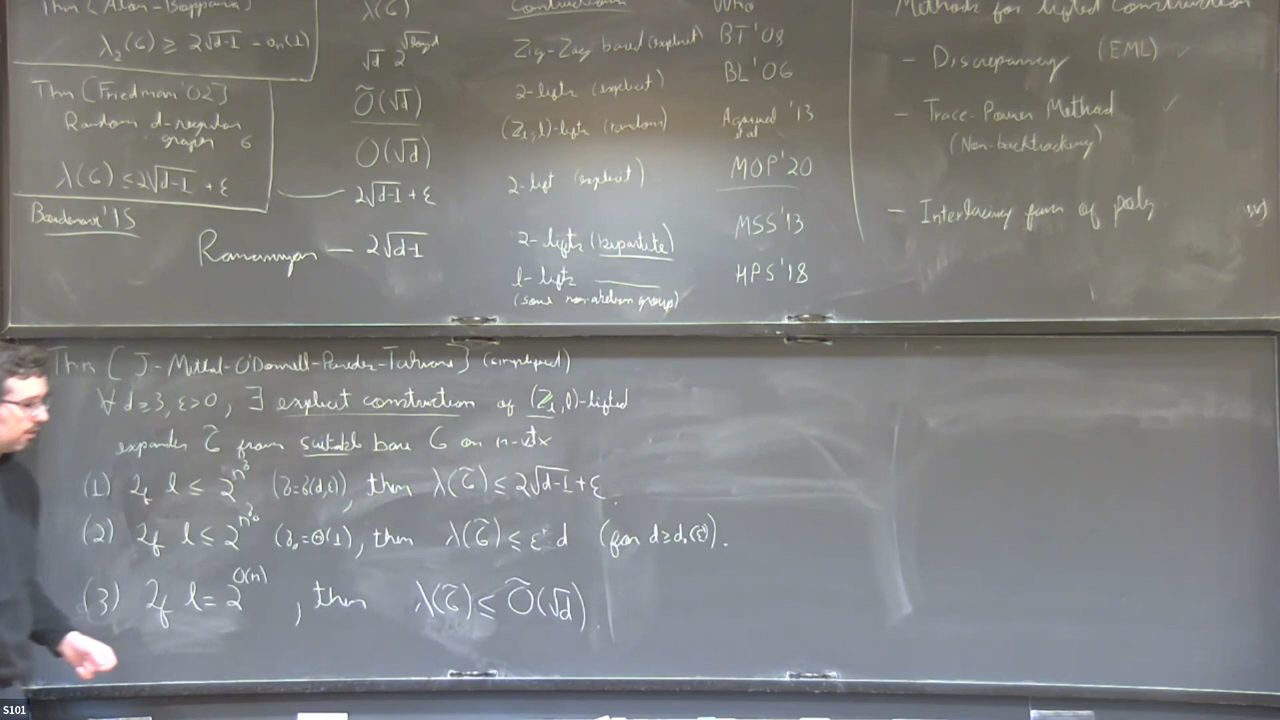 Thm (Alon-Boppana)
λ₂(G) ≥ 2√(d-1) - o_n(1)
Thm [Friedman '02]
Random d-regular
graphs G
λ(G) ≤ 2√(d-1) + ε
Bordenave '15
λ(G)
Õ(√d)
O(√d)
2√(d-1) + ε
Ramanujan — 2√(d-1)
Construction
Zig-Zag based (explicit)
2-lifts (explicit)
(Z_l, l)-lifts (random)
2-lift (explicit)
2-lifts (bipartite)
l-lifts
(some non-abelian group)
Who
BT '08
BL '06
Agarwal '13
MOP '20
MSS '13
HPS '18
Methods for lifted Construction
- Discrepancy (EML) ✓
- Trace-Power Method ✓
(Non-backtracking)
- Interlacing fam of poly
Thm [J-Mittal-O'Donnell-Paredes-Tulsiani] (simplified)
∀ d≥3, ε>0, ∃ explicit construction of (Z_l, l)-lifted
expander G̃ from suitable base G on n-vtx
(1) If l ≤ 2^{n^δ} (δ=δ(d,ε)), then λ(G̃) ≤ 2√(d-1) + ε.
(2) If l ≤ 2^{n^{δ₀}} (δ₀=Θ(1)), then λ(G̃) ≤ ε·d (for d≥d₀(ε)).
(3) If l = 2^{O(n)}, then λ(G̃) ≤ Õ(√d).
S101